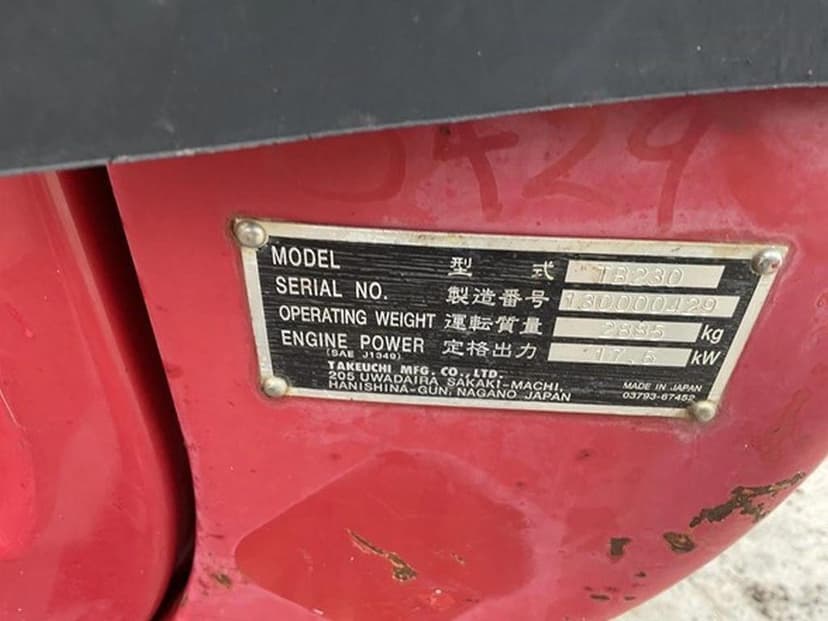 0429
MODEL 型 式 TB230
SERIAL NO. 製造番号 130000429
OPERATING WEIGHT 運転質量 2885 kg
ENGINE POWER 定格出力 17.6 kW
(SAE J1349)
TAKEUCHI MFG. CO., LTD.
205 UWADAIRA, SAKAKI-MACHI,
HANISHINA-GUN, NAGANO JAPAN
MADE IN JAPAN
03793-67452